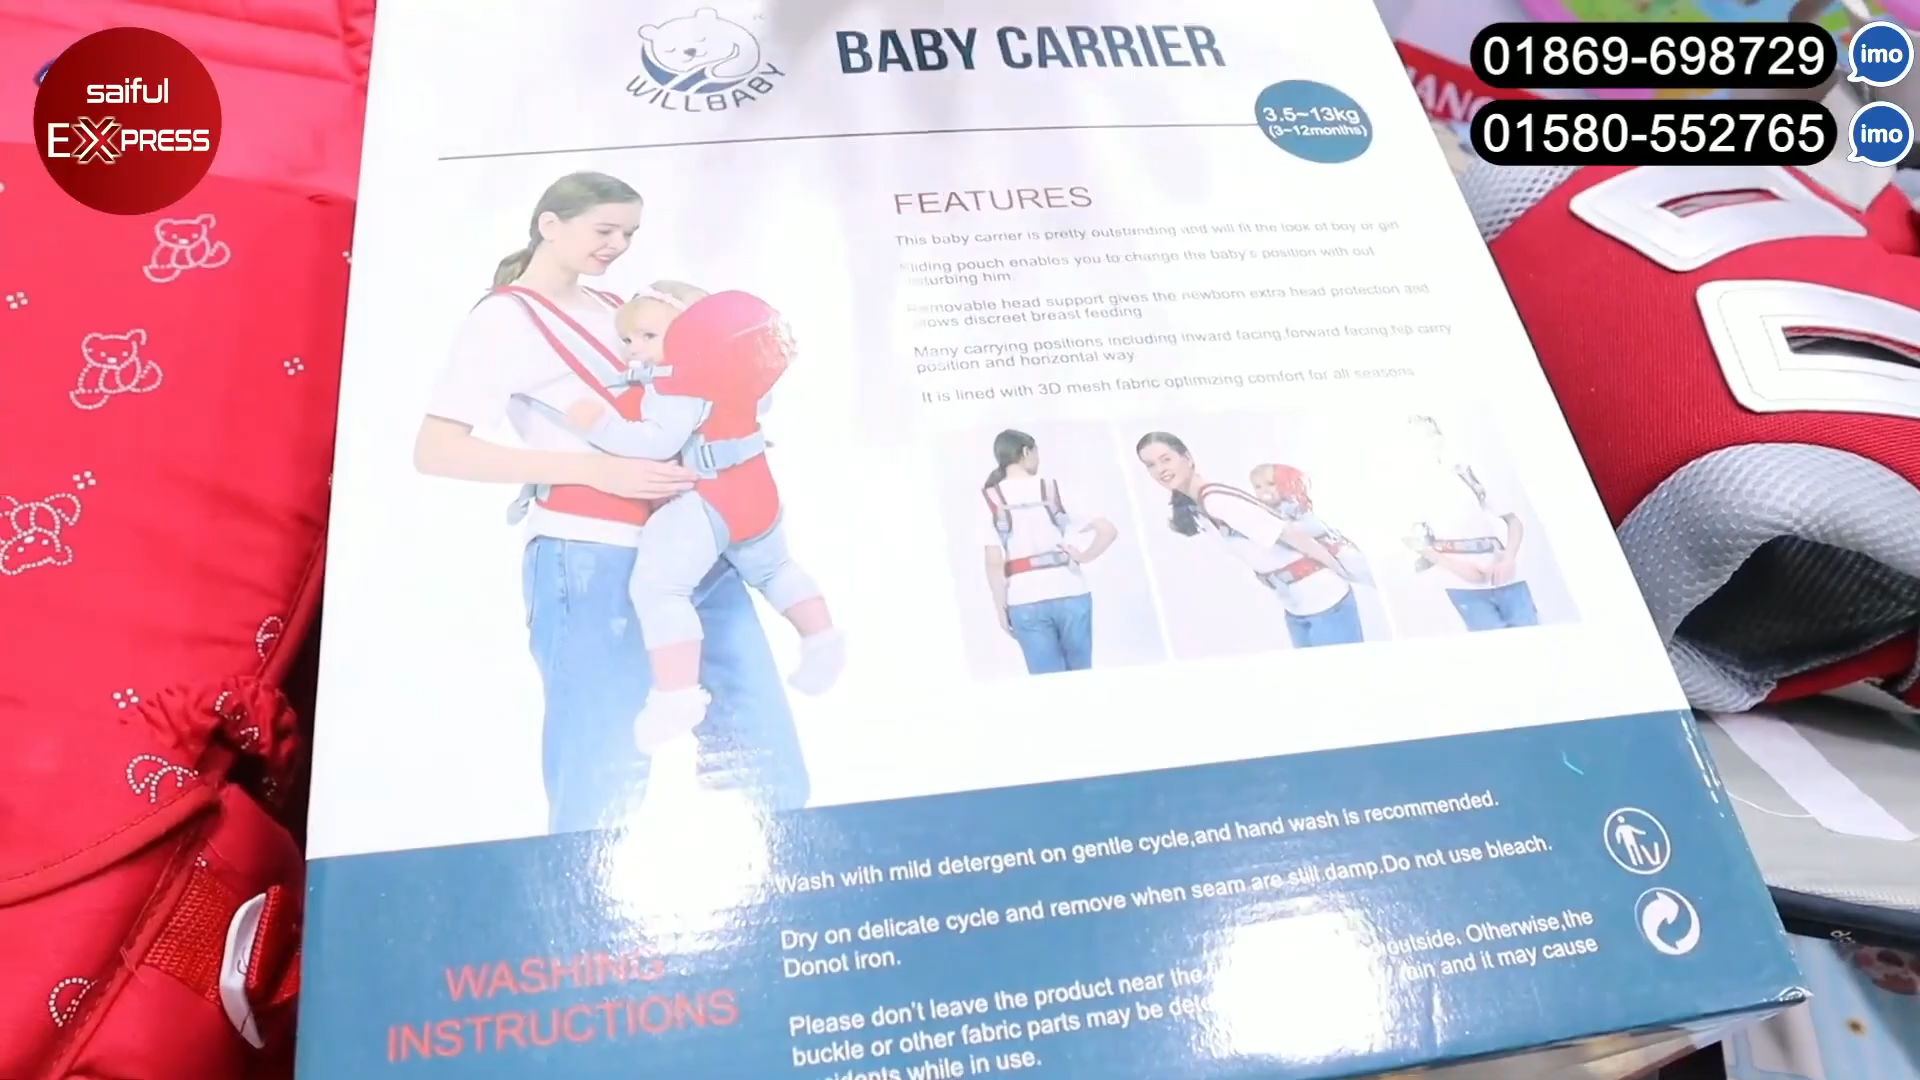 saiful
EXPRESS
01869-698729
imo
01580-552765
imo
WILLBABY
BABY CARRIER
3.5~13kg
(3~12months)
FEATURES
This baby carrier is pretty outstanding and will fit the look of boy or girl
pouch enables you to change the baby's position with out
him
head support gives the newborn extra head protection and
discreet breast feeding
Many carrying positions including inward facing,forward facing,hip carry
position and horizontal way
It is lined with 3D mesh fabric optimizing comfort for all seasons
WASHING
INSTRUCTIONS
Wash with mild detergent on gentle cycle,and hand wash is recommended.
Dry on delicate cycle and remove when seam are still damp.Do not use bleach.
Donot iron.
Please don't leave the product near the outside. Otherwise,the
buckle or other fabric parts may be and it may cause
while in use.